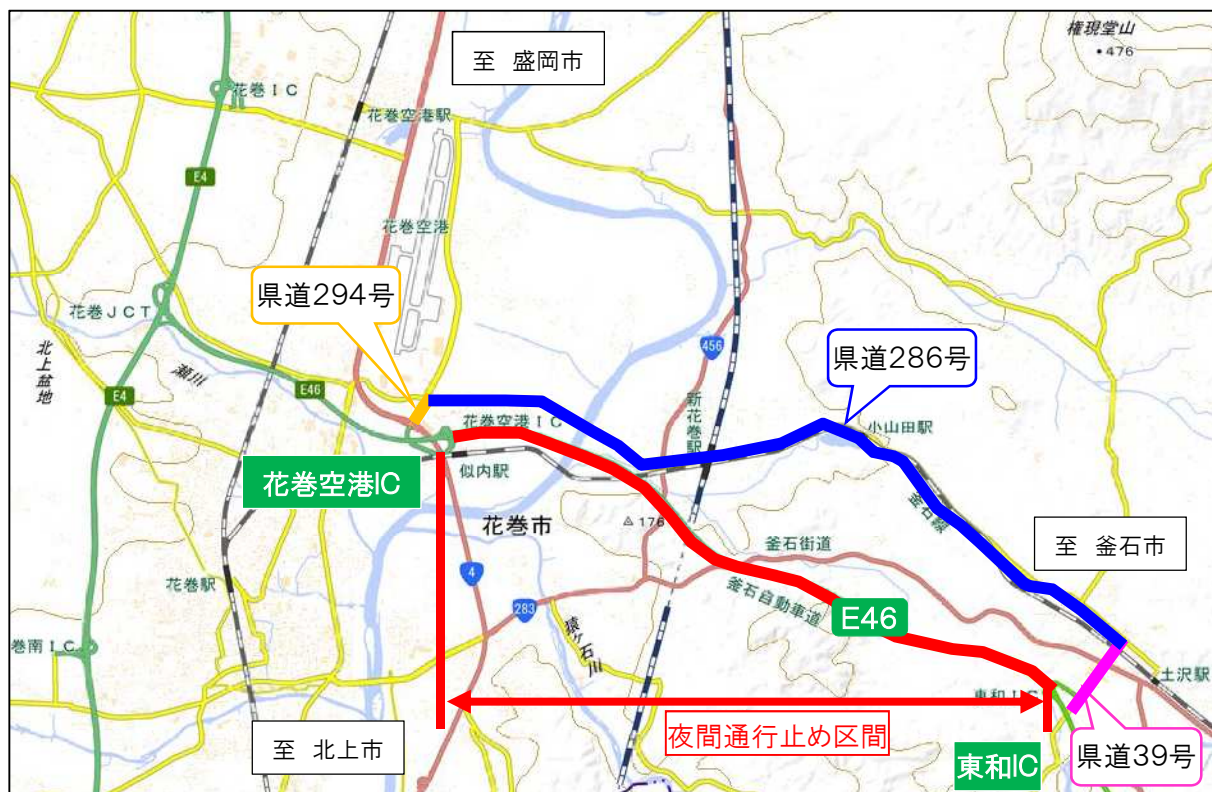 至 盛岡市
権現堂山
・476
花巻IC
花巻空港駅
E4
花巻空港
県道294号
花巻JCT
北上盆地
瀬川
E46
E4
456
県道286号
新花巻駅
小山田駅
花巻空港IC
似内駅
花巻空港IC
花巻市
176
釜石線
釜石街道
至 釜石市
花巻駅
4
283
猿ヶ石川
釜石自動車道
E46
巻南IC
土沢駅
東和IC
夜間通行止め区間
至 北上市
東和IC
県道39号